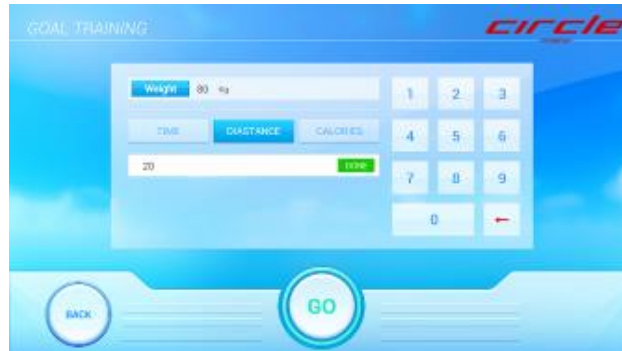 GOAL TRAINING
circle
Weight 80 Kg
TIME DIASTANCE CALORIES
20 DONE
1 2 3
4 5 6
7 8 9
0 ←
BACK
GO